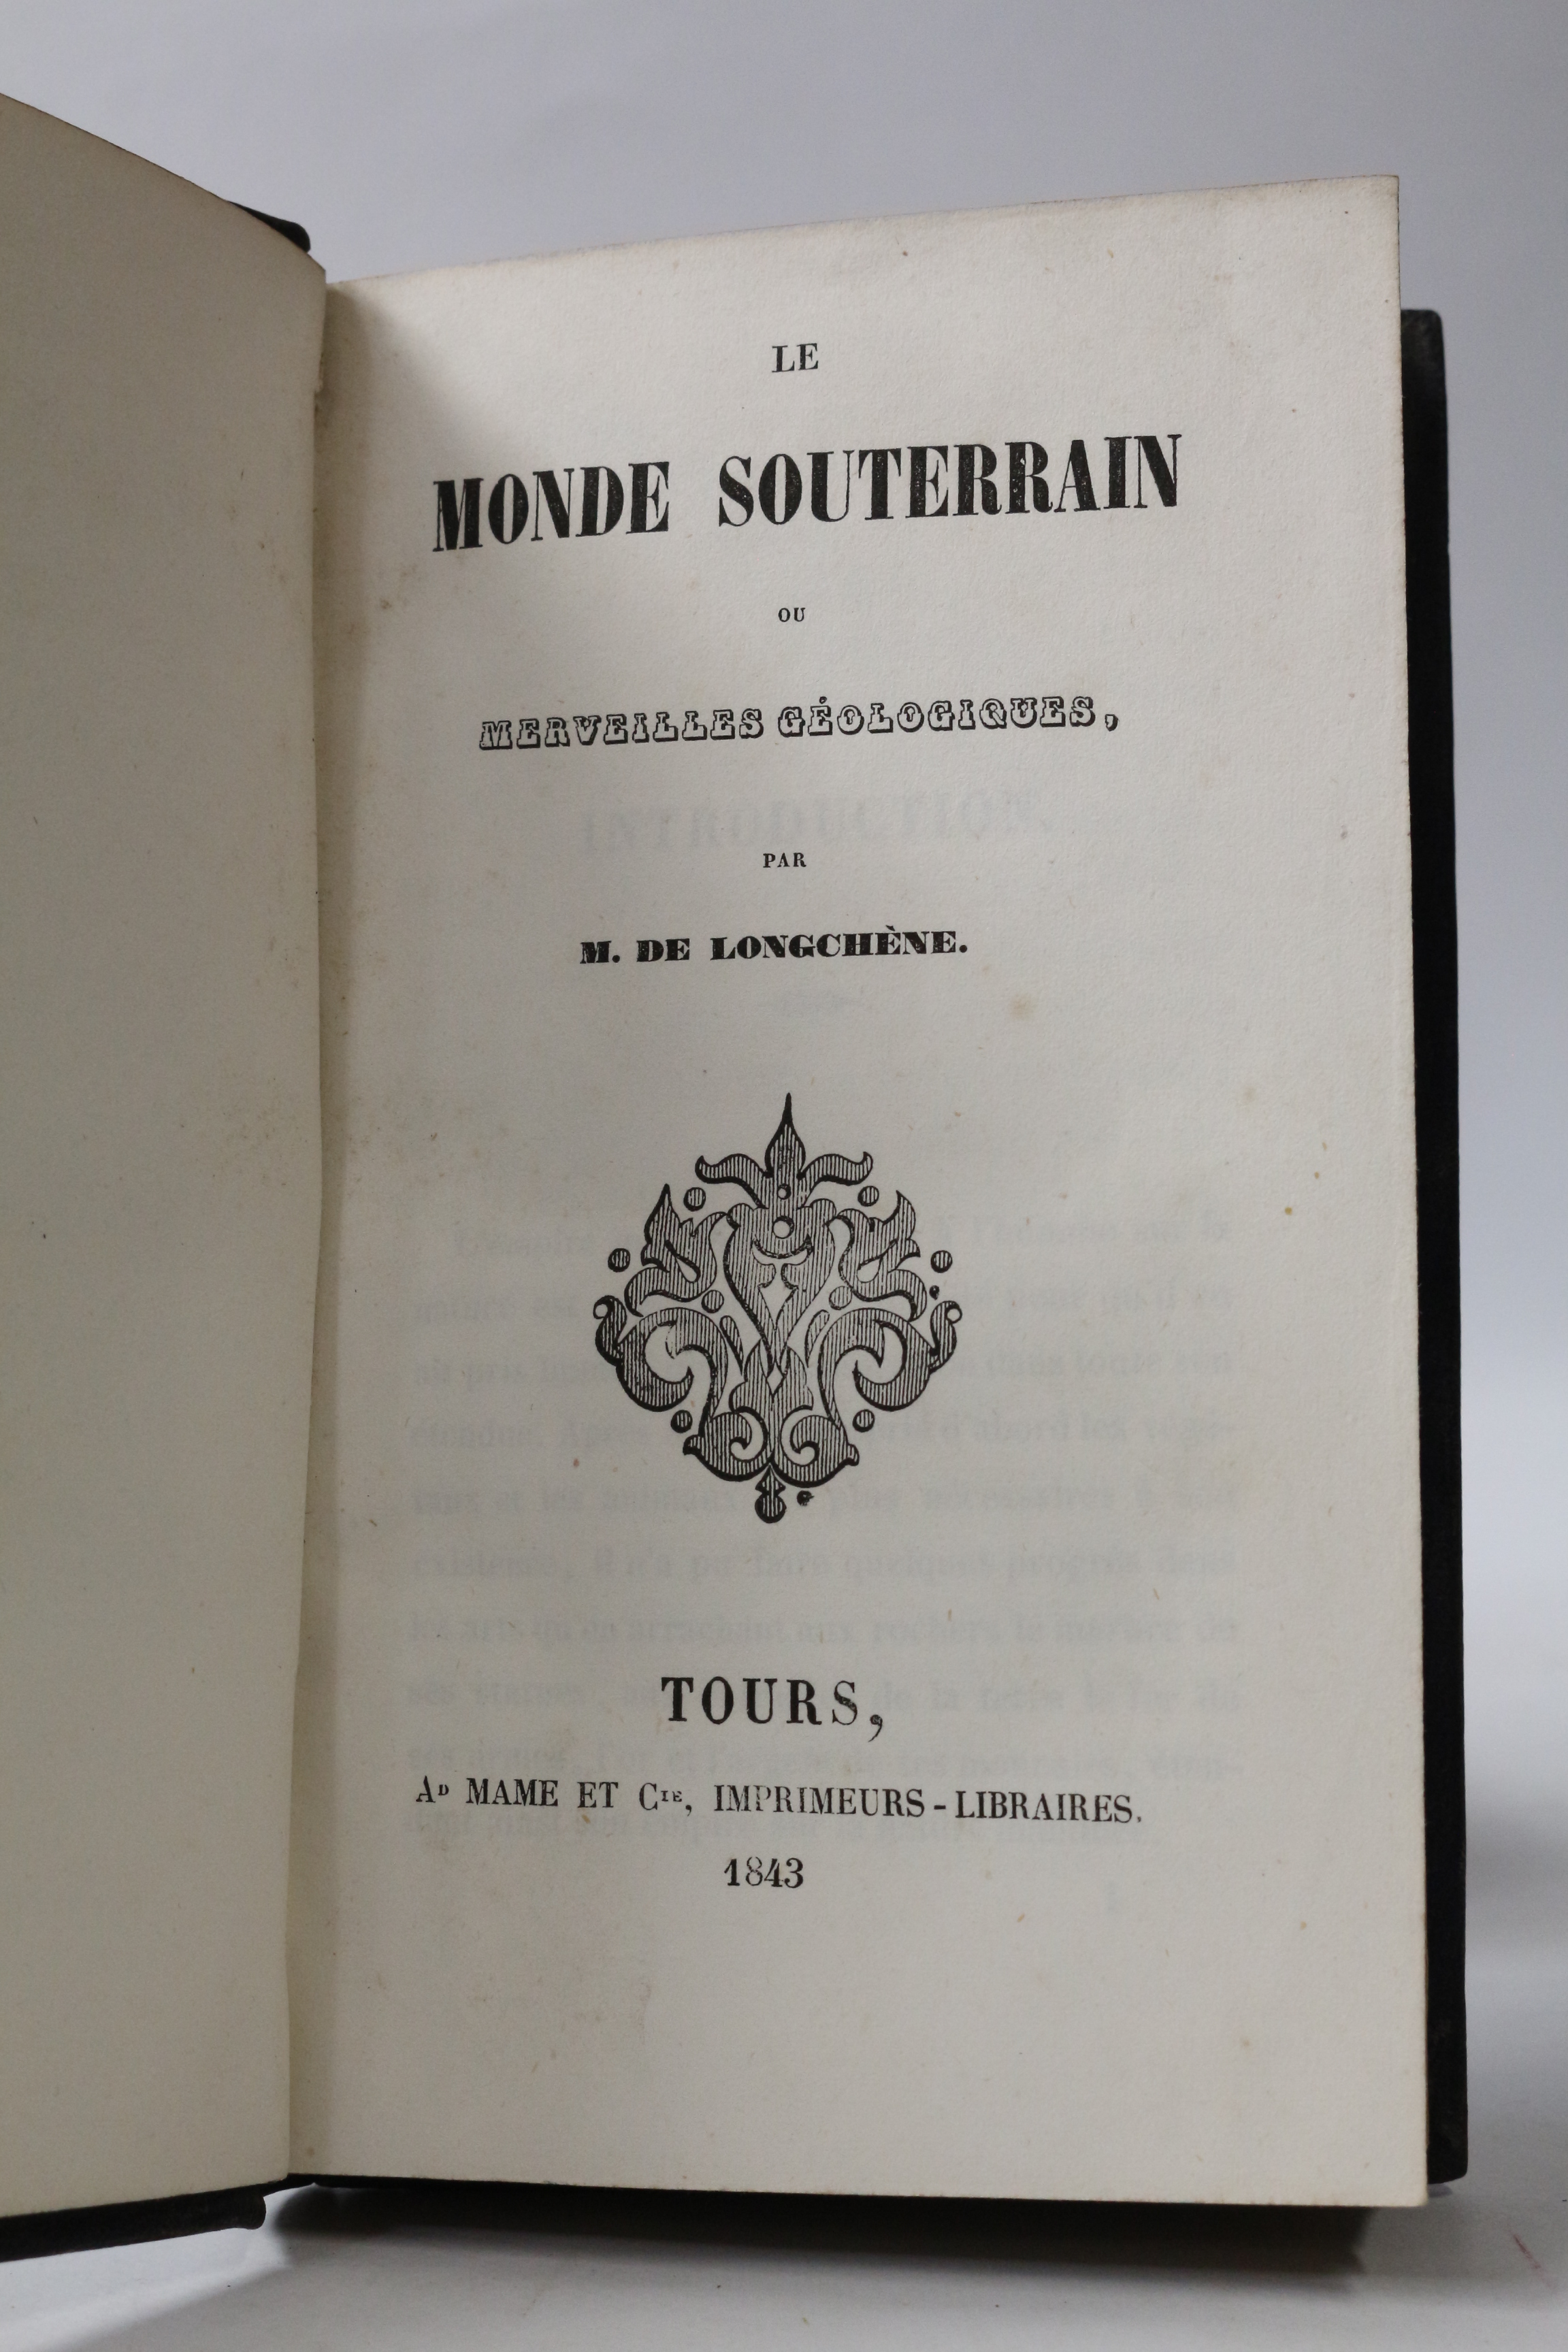 LE
MONDE SOUTERRAIN
OU
MERVEILLES GÉOLOGIQUES,
PAR
M. DE LONGCHÈNE.
TOURS,
Aᴰ MAME ET Cᴵᴱ, IMPRIMEURS-LIBRAIRES.
1843